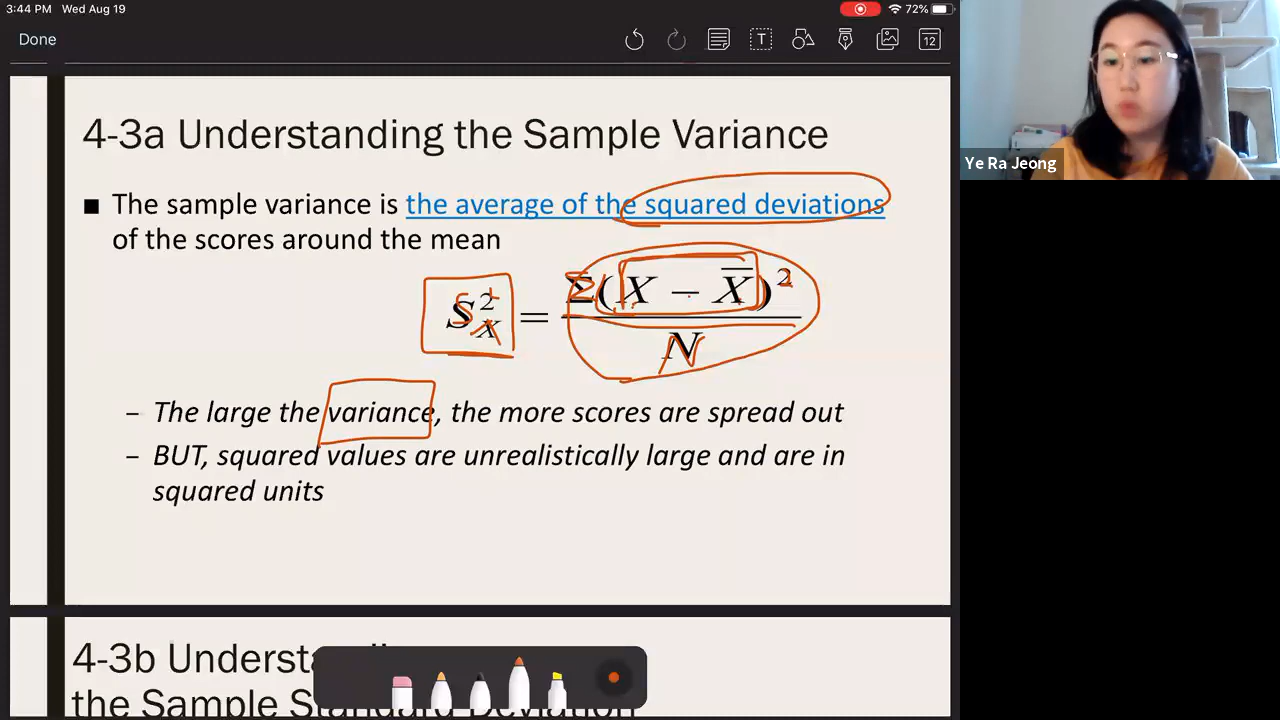 3:44 PM Wed Aug 19
72%
Done
T
12
Ye Ra Jeong
4-3a Understanding the Sample Variance
■ The sample variance is the average of the squared deviations
of the scores around the mean
S²_X = Σ(X − X̄)² / N
– The large the variance, the more scores are spread out
– BUT, squared values are unrealistically large and are in
squared units
4-3b
the Sample Standard Deviation